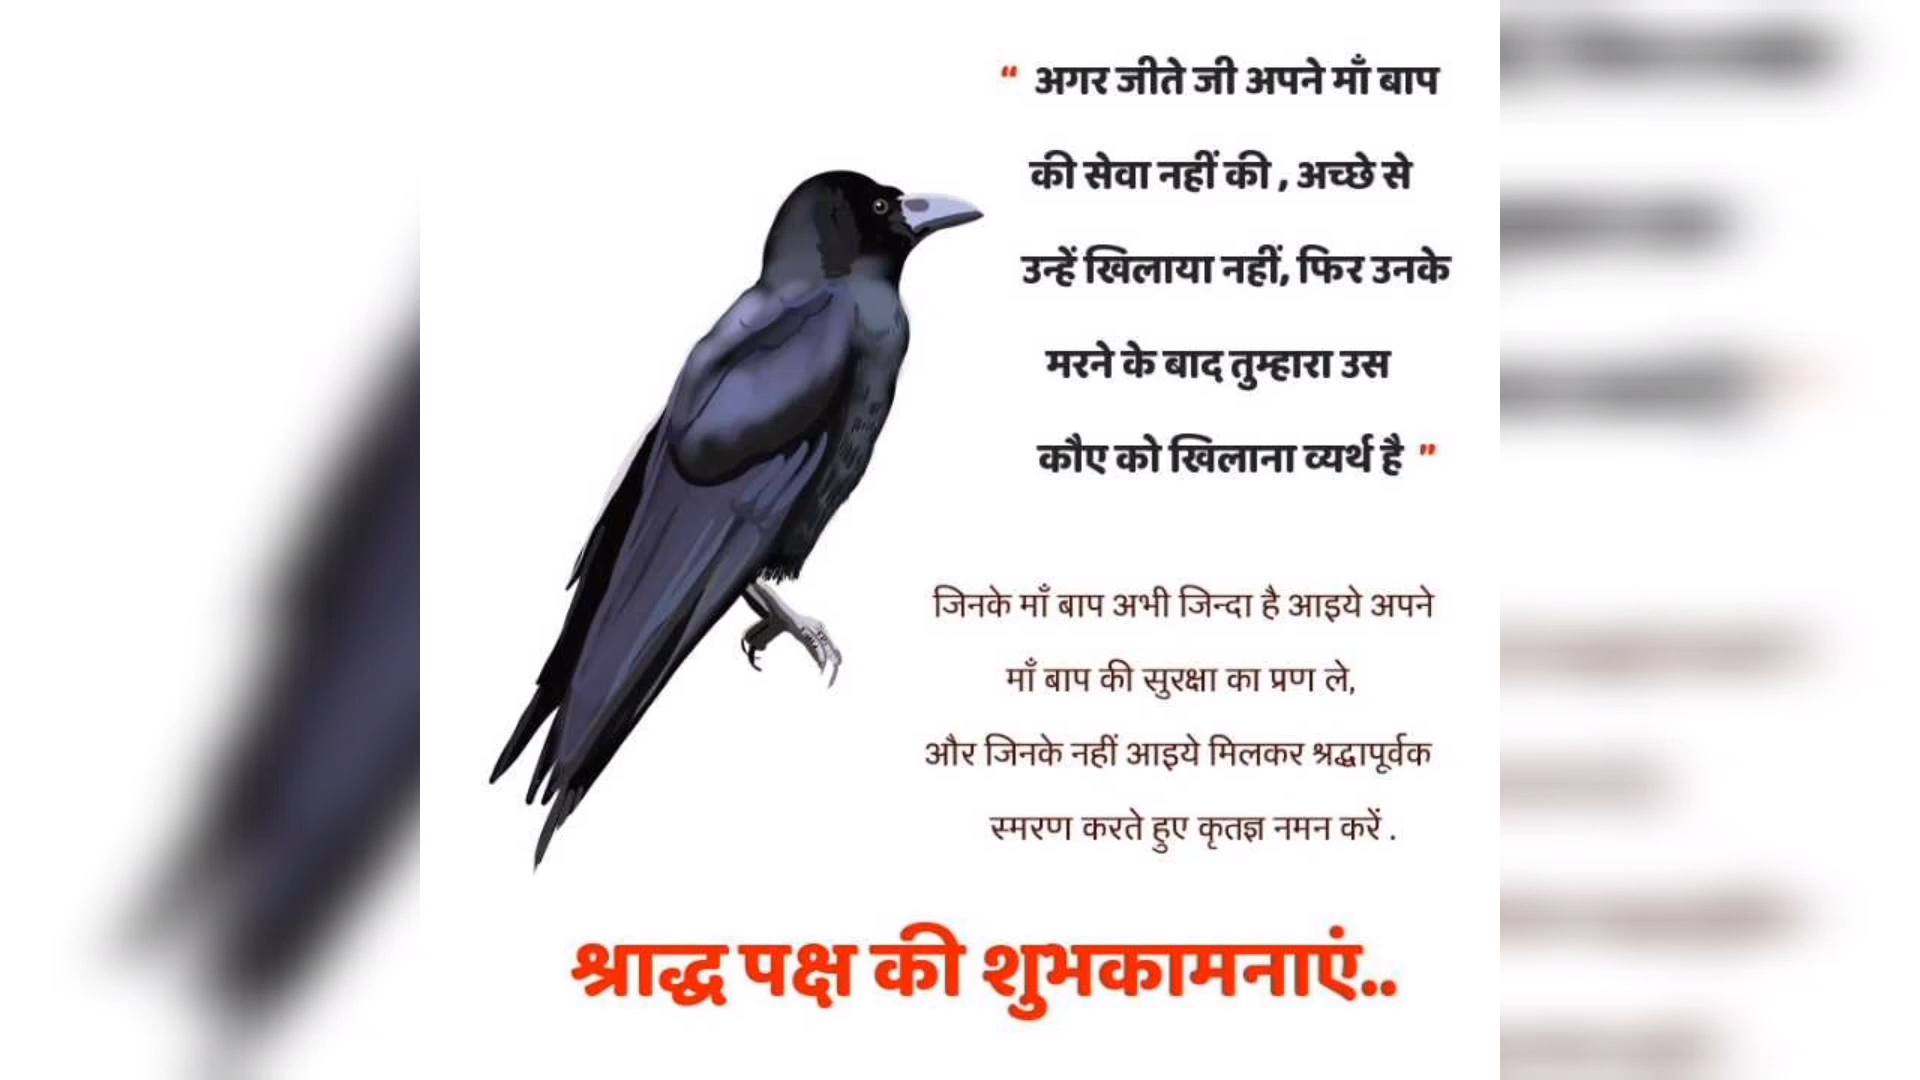 “ अगर जीते जी अपने माँ बाप
की सेवा नहीं की , अच्छे से
उन्हें खिलाया नहीं, फिर उनके
मरने के बाद तुम्हारा उस
कौए को खिलाना व्यर्थ है ”
जिनके माँ बाप अभी जिन्दा है आइये अपने
माँ बाप की सुरक्षा का प्रण ले,
और जिनके नहीं आइये मिलकर श्रद्धापूर्वक
स्मरण करते हुए कृतज्ञ नमन करें .
श्राद्ध पक्ष की शुभकामनाएं..